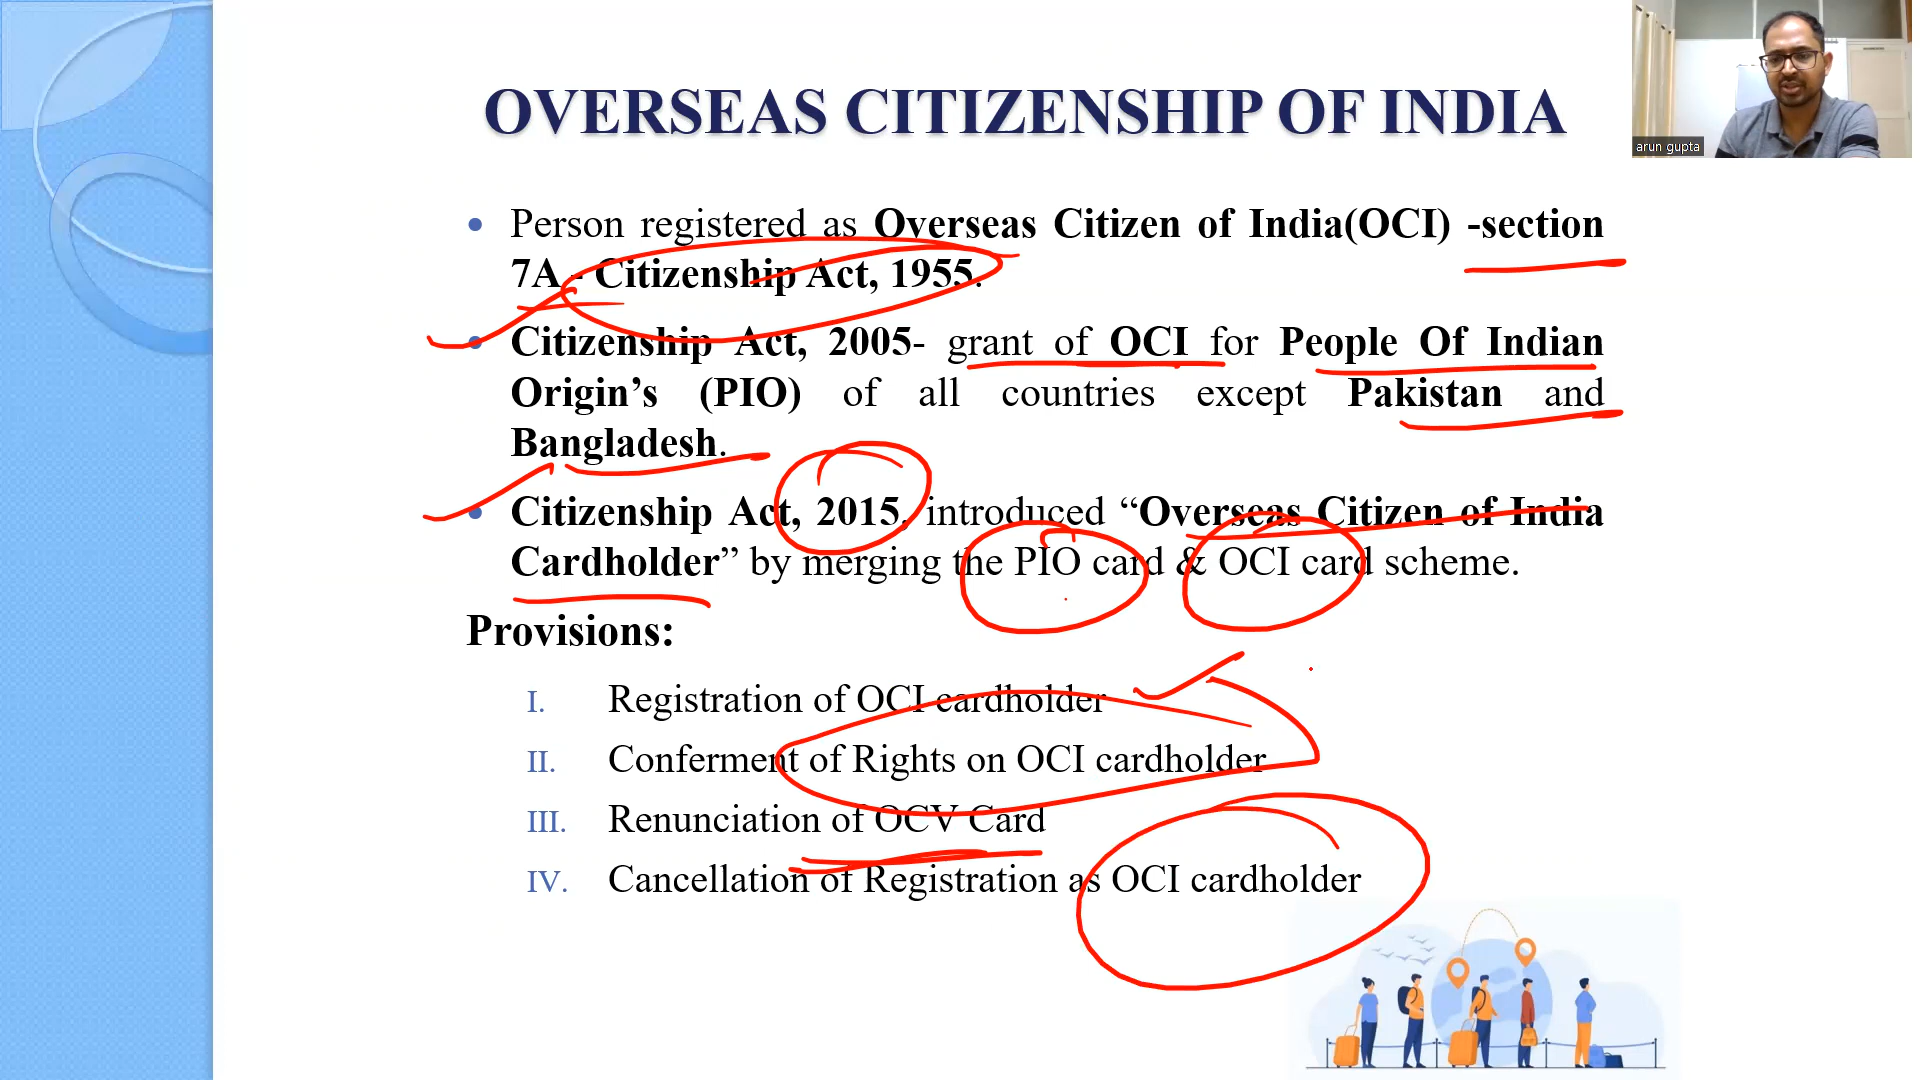 OVERSEAS CITIZENSHIP OF INDIA
arun gupta
• Person registered as Overseas Citizen of India(OCI) -section
7A - Citizenship Act, 1955.
• Citizenship Act, 2005- grant of OCI for People Of Indian
Origin’s (PIO) of all countries except Pakistan and
Bangladesh.
• Citizenship Act, 2015, introduced “Overseas Citizen of India
Cardholder” by merging the PIO card & OCI card scheme.
Provisions:
I. Registration of OCI cardholder
II. Conferment of Rights on OCI cardholder
III. Renunciation of OCV Card
IV. Cancellation of Registration as OCI cardholder